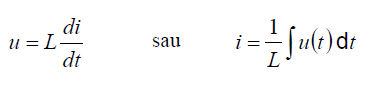 u = L di/dt sau i = 1/L ∫ u(t) dt